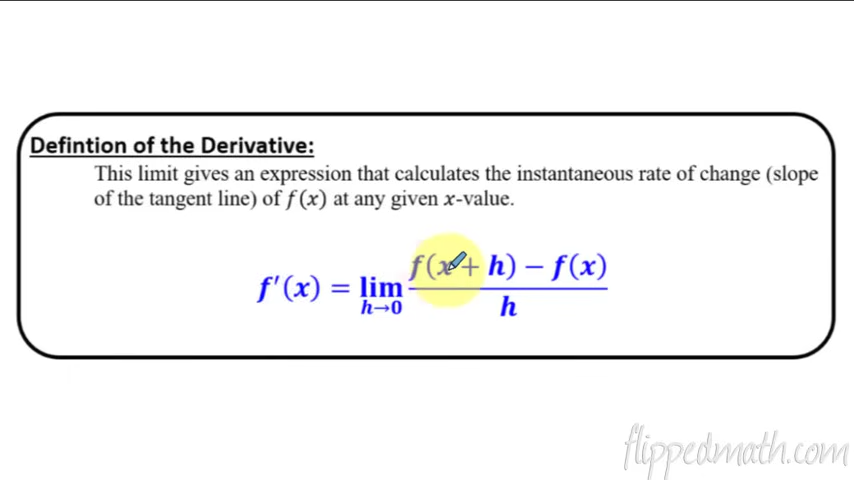 Defintion of the Derivative:
This limit gives an expression that calculates the instantaneous rate of change (slope
of the tangent line) of f(x) at any given x-value.
f'(x) = lim h→0 f(x + h) − f(x) / h
flippedmath.com